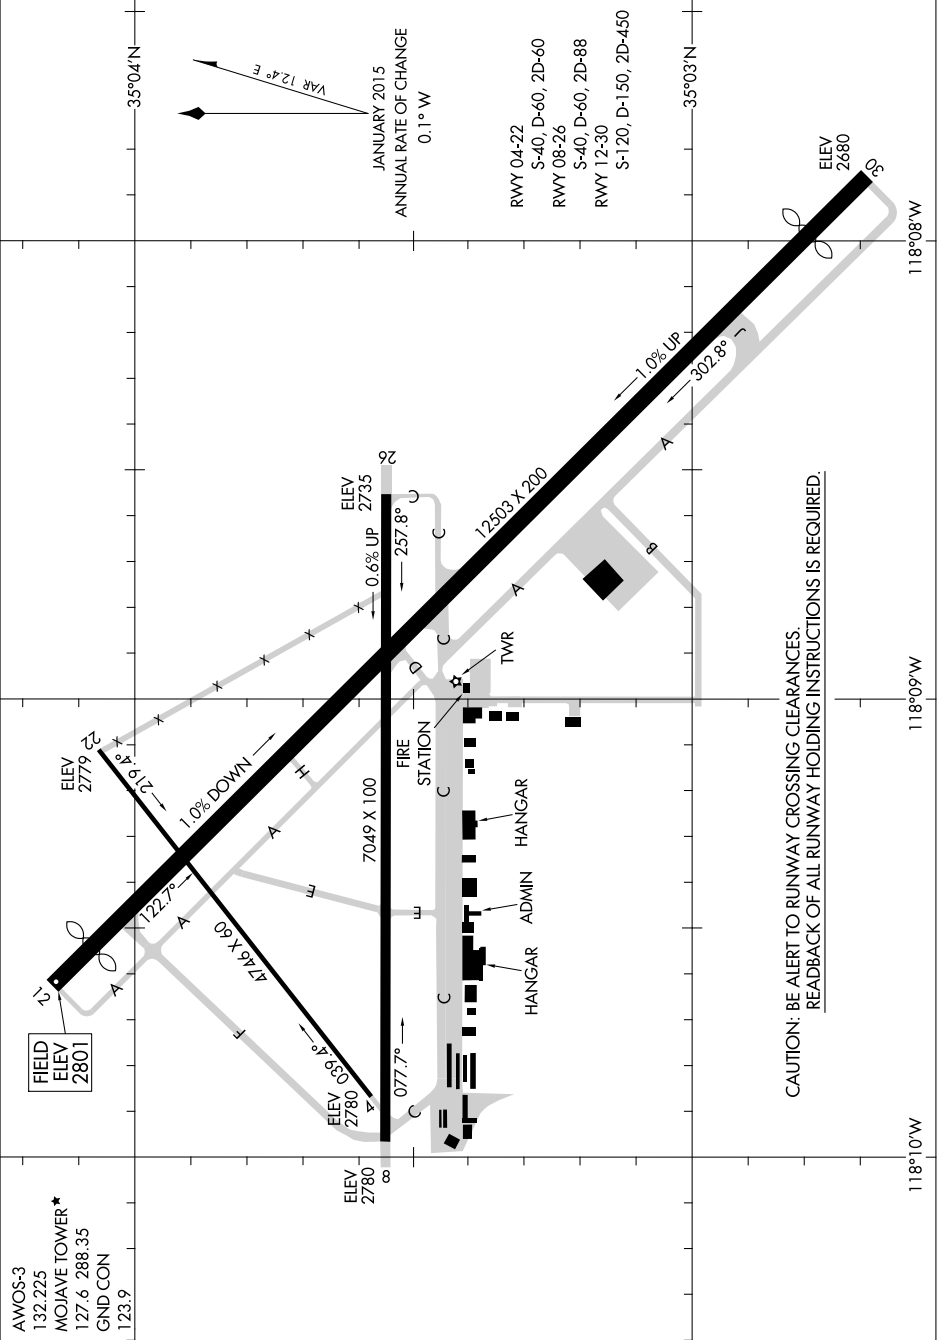 AWOS-3
132.225
MOJAVE TOWER★
127.6 288.35
GND CON
123.9
35°04'N
VAR 12.4° E
JANUARY 2015
ANNUAL RATE OF CHANGE
0.1° W
RWY 04-22
S-40, D-60, 2D-60
RWY 08-26
S-40, D-60, 2D-88
RWY 12-30
S-120, D-150, 2D-450
35°03'N
118°08'W
118°09'W
118°10'W
FIELD
ELEV
2801
12
122.7°
1.0% DOWN
12503 X 200
1.0% UP
302.8°
30
ELEV
2680
ELEV
2779
22
219.4°
4746 X 60
039.4°
4
ELEV
2780
ELEV
2780
8
077.7°
7049 X 100
0.6% UP
257.8°
26
ELEV
2735
X
X
X
X
X
X
A
A
A
A
A
B
C
C
C
C
C
C
D
E
E
F
H
J
FIRE
STATION
TWR
HANGAR
ADMIN
HANGAR
CAUTION: BE ALERT TO RUNWAY CROSSING CLEARANCES.
READBACK OF ALL RUNWAY HOLDING INSTRUCTIONS IS REQUIRED.